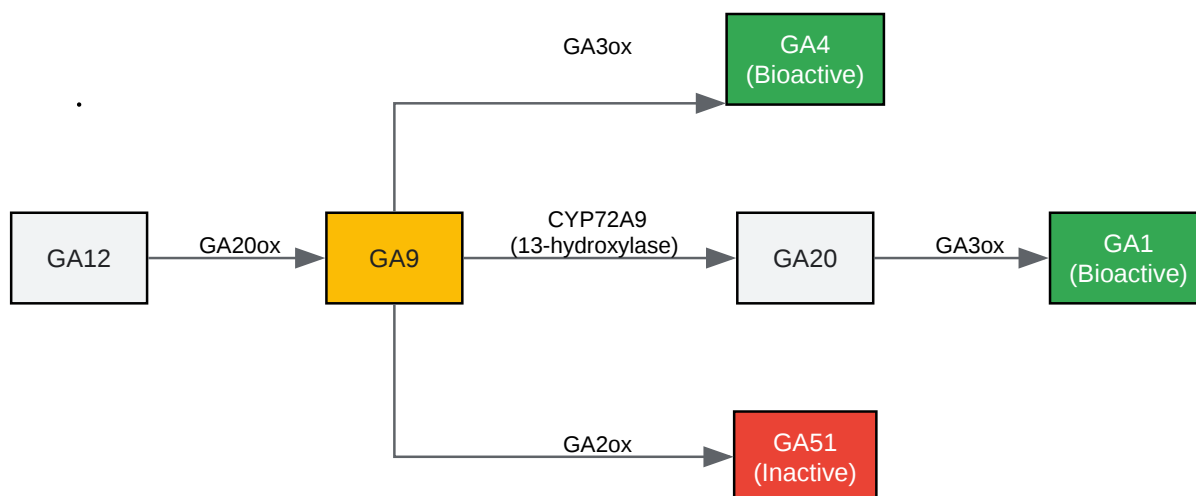 GA3ox
GA4
(Bioactive)
GA12
GA20ox
GA9
CYP72A9
(13-hydroxylase)
GA20
GA3ox
GA1
(Bioactive)
GA2ox
GA51
(Inactive)